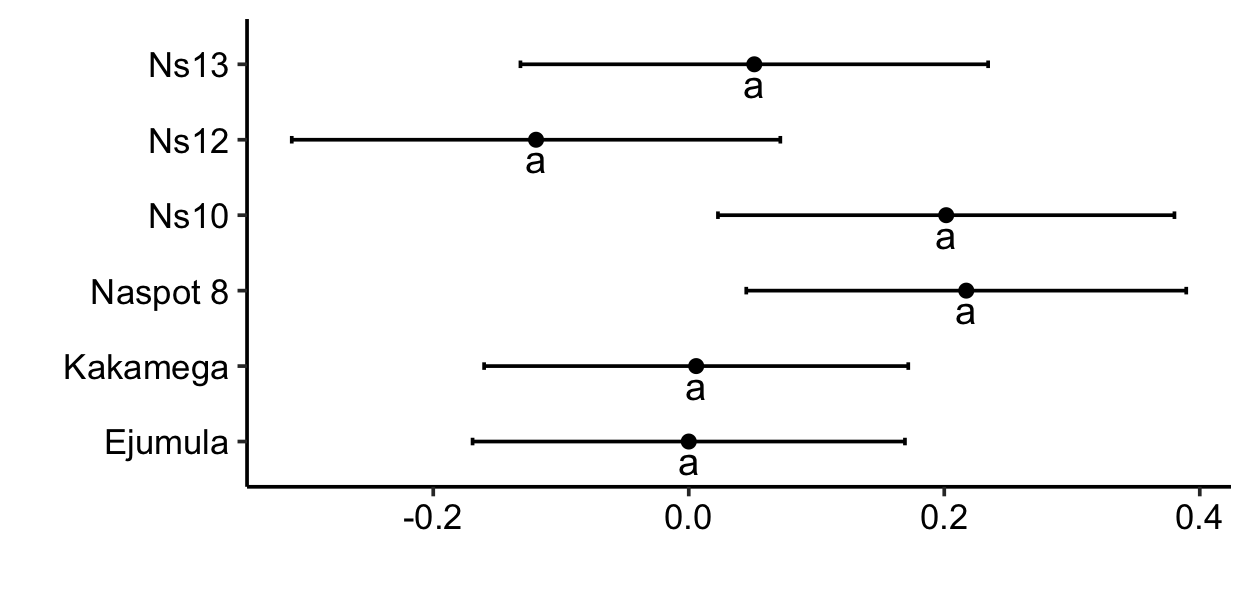 Ns13
a
Ns12
a
Ns10
a
Naspot 8
a
Kakamega
a
Ejumula
a
-0.2 0.0 0.2 0.4